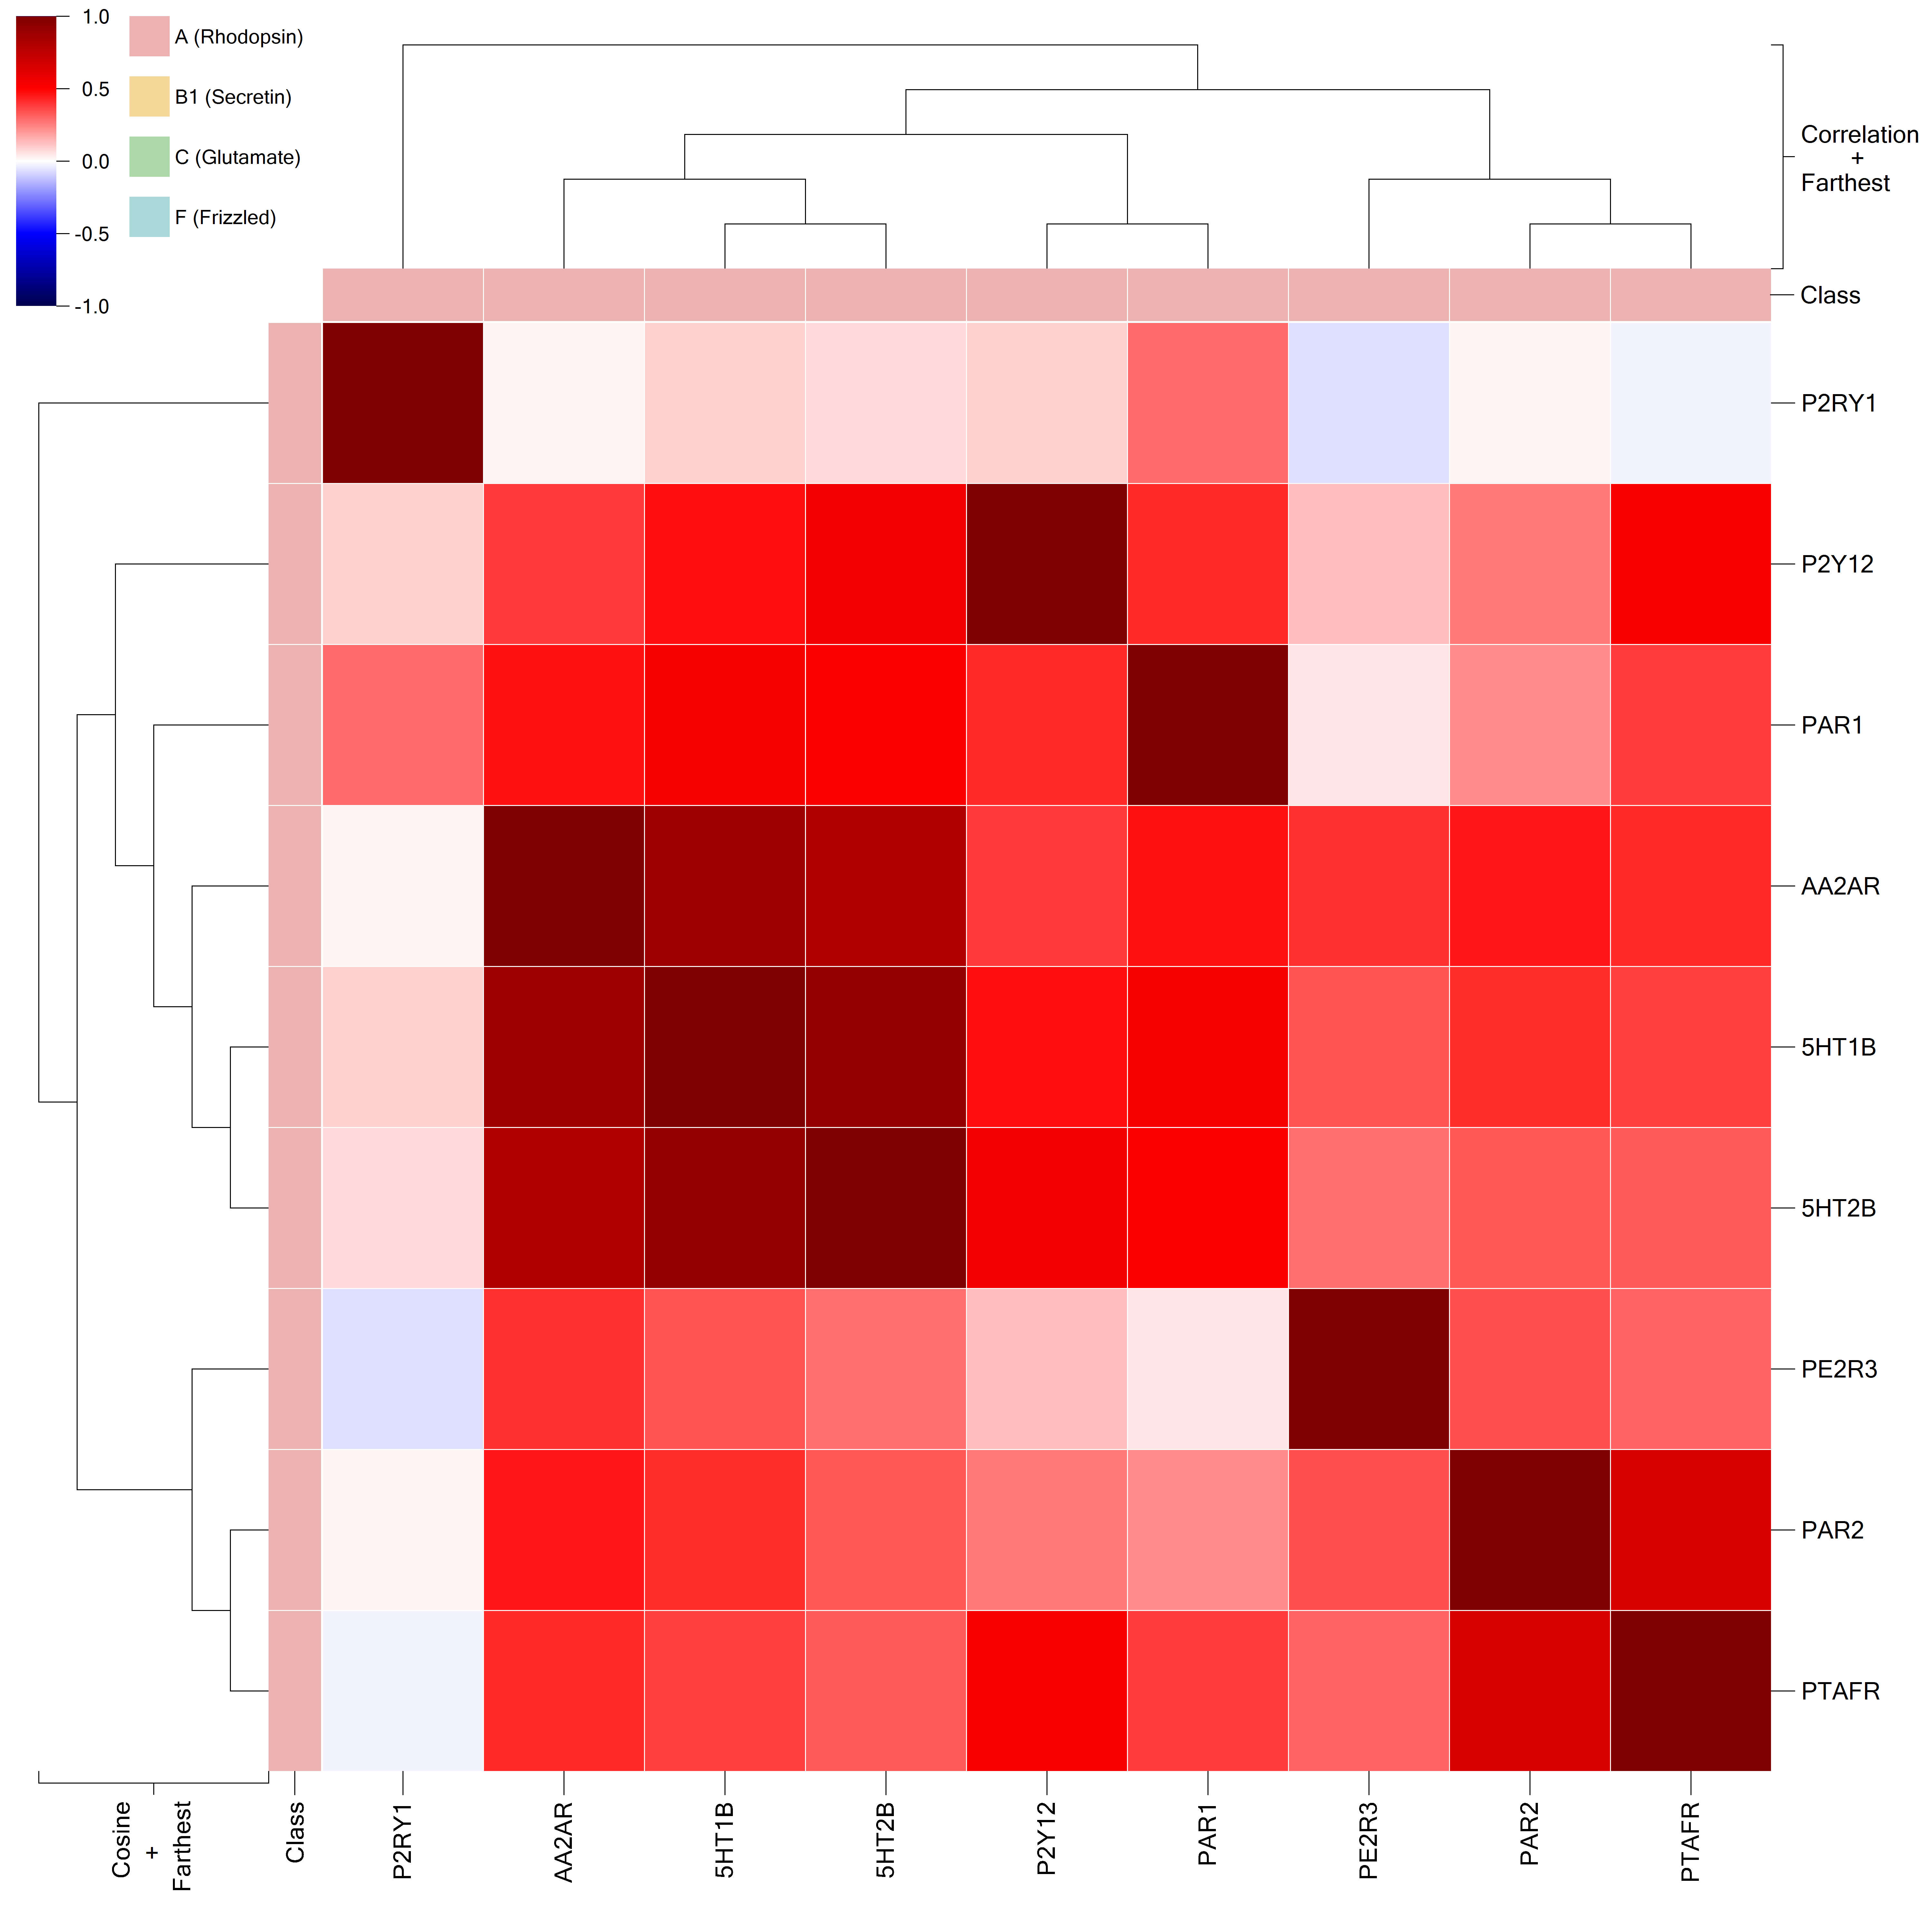 1.0
0.5
0.0
-0.5
-1.0
A (Rhodopsin)
B1 (Secretin)
C (Glutamate)
F (Frizzled)
Correlation
+
Farthest
Class
P2RY1
P2Y12
PAR1
AA2AR
5HT1B
5HT2B
PE2R3
PAR2
PTAFR
Cosine
+
Farthest
Class
P2RY1
AA2AR
5HT1B
5HT2B
P2Y12
PAR1
PE2R3
PAR2
PTAFR